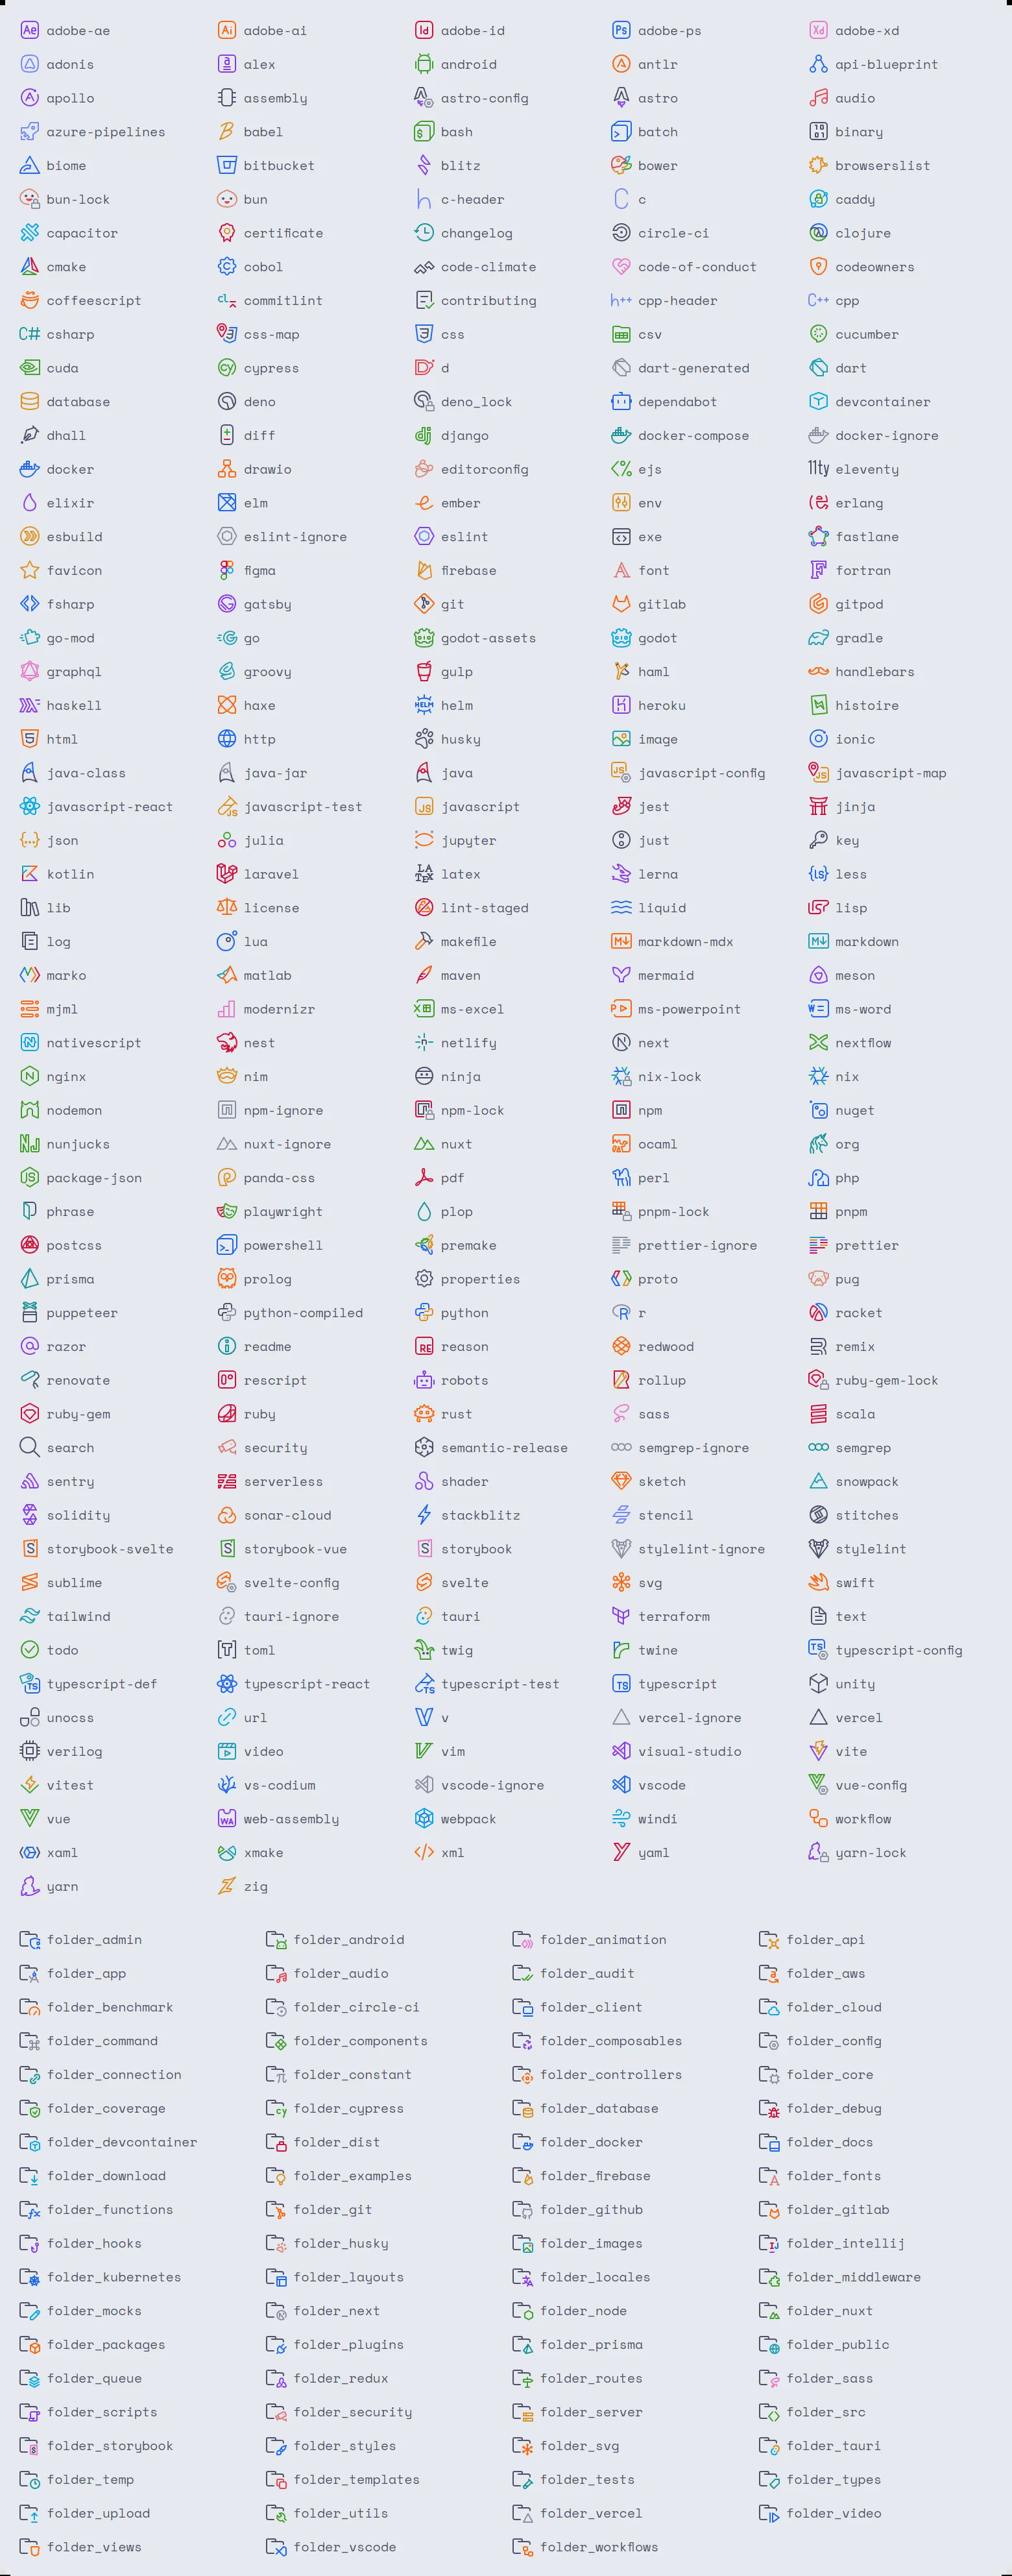 adobe-ae adobe-ai adobe-id adobe-ps adobe-xd
adonis alex android antlr api-blueprint
apollo assembly astro-config astro audio
azure-pipelines babel bash batch binary
biome bitbucket blitz bower browserslist
bun-lock bun c-header c caddy
capacitor certificate changelog circle-ci clojure
cmake cobol code-climate code-of-conduct codeowners
coffeescript commitlint contributing cpp-header cpp
csharp css-map css csv cucumber
cuda cypress d dart-generated dart
database deno deno_lock dependabot devcontainer
dhall diff django docker-compose docker-ignore
docker drawio editorconfig ejs eleventy
elixir elm ember env erlang
esbuild eslint-ignore eslint exe fastlane
favicon figma firebase font fortran
fsharp gatsby git gitlab gitpod
go-mod go godot-assets godot gradle
graphql groovy gulp haml handlebars
haskell haxe helm heroku histoire
html http husky image ionic
java-class java-jar java javascript-config javascript-map
javascript-react javascript-test javascript jest jinja
json julia jupyter just key
kotlin laravel latex lerna less
lib license lint-staged liquid lisp
log lua makefile markdown-mdx markdown
marko matlab maven mermaid meson
mjml modernizr ms-excel ms-powerpoint ms-word
nativescript nest netlify next nextflow
nginx nim ninja nix-lock nix
nodemon npm-ignore npm-lock npm nuget
nunjucks nuxt-ignore nuxt ocaml org
package-json panda-css pdf perl php
phrase playwright plop pnpm-lock pnpm
postcss powershell premake prettier-ignore prettier
prisma prolog properties proto pug
puppeteer python-compiled python r racket
razor readme reason redwood remix
renovate rescript robots rollup ruby-gem-lock
ruby-gem ruby rust sass scala
search security semantic-release semgrep-ignore semgrep
sentry serverless shader sketch snowpack
solidity sonar-cloud stackblitz stencil stitches
storybook-svelte storybook-vue storybook stylelint-ignore stylelint
sublime svelte-config svelte svg swift
tailwind tauri-ignore tauri terraform text
todo toml twig twine typescript-config
typescript-def typescript-react typescript-test typescript unity
unocss url v vercel-ignore vercel
verilog video vim visual-studio vite
vitest vs-codium vscode-ignore vscode vue-config
vue web-assembly webpack windi workflow
xaml xmake xml yaml yarn-lock
yarn zig
folder_admin folder_android folder_animation folder_api
folder_app folder_audio folder_audit folder_aws
folder_benchmark folder_circle-ci folder_client folder_cloud
folder_command folder_components folder_composables folder_config
folder_connection folder_constant folder_controllers folder_core
folder_coverage folder_cypress folder_database folder_debug
folder_devcontainer folder_dist folder_docker folder_docs
folder_download folder_examples folder_firebase folder_fonts
folder_functions folder_git folder_github folder_gitlab
folder_hooks folder_husky folder_images folder_intellij
folder_kubernetes folder_layouts folder_locales folder_middleware
folder_mocks folder_next folder_node folder_nuxt
folder_packages folder_plugins folder_prisma folder_public
folder_queue folder_redux folder_routes folder_sass
folder_scripts folder_security folder_server folder_src
folder_storybook folder_styles folder_svg folder_tauri
folder_temp folder_templates folder_tests folder_types
folder_upload folder_utils folder_vercel folder_video
folder_views folder_vscode folder_workflows